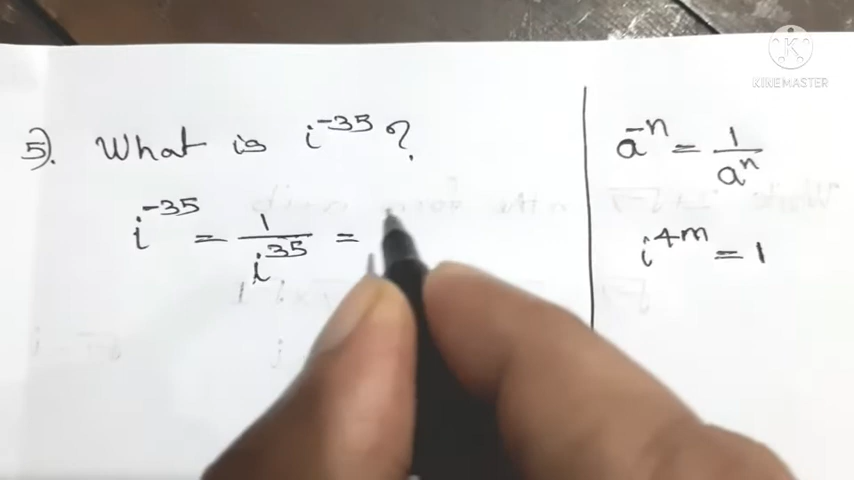 5). What is i^-35?
i^-35 = 1/i^35 =
a^-n = 1/a^n
i^4m = 1
K
KINEMASTER